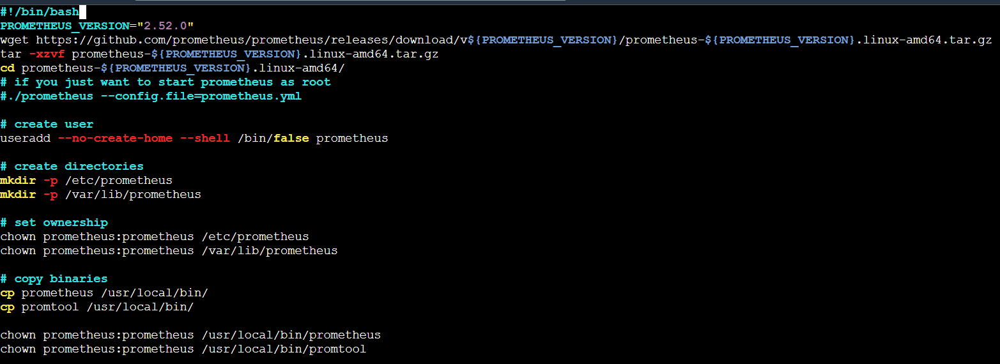 #!/bin/bash
PROMETHEUS_VERSION="2.52.0"
wget https://github.com/prometheus/prometheus/releases/download/v${PROMETHEUS_VERSION}/prometheus-${PROMETHEUS_VERSION}.linux-amd64.tar.gz
tar -xzvf prometheus-${PROMETHEUS_VERSION}.linux-amd64.tar.gz
cd prometheus-${PROMETHEUS_VERSION}.linux-amd64/
# if you just want to start prometheus as root
#./prometheus --config.file=prometheus.yml

# create user
useradd --no-create-home --shell /bin/false prometheus

# create directories
mkdir -p /etc/prometheus
mkdir -p /var/lib/prometheus

# set ownership
chown prometheus:prometheus /etc/prometheus
chown prometheus:prometheus /var/lib/prometheus

# copy binaries
cp prometheus /usr/local/bin/
cp promtool /usr/local/bin/

chown prometheus:prometheus /usr/local/bin/prometheus
chown prometheus:prometheus /usr/local/bin/promtool